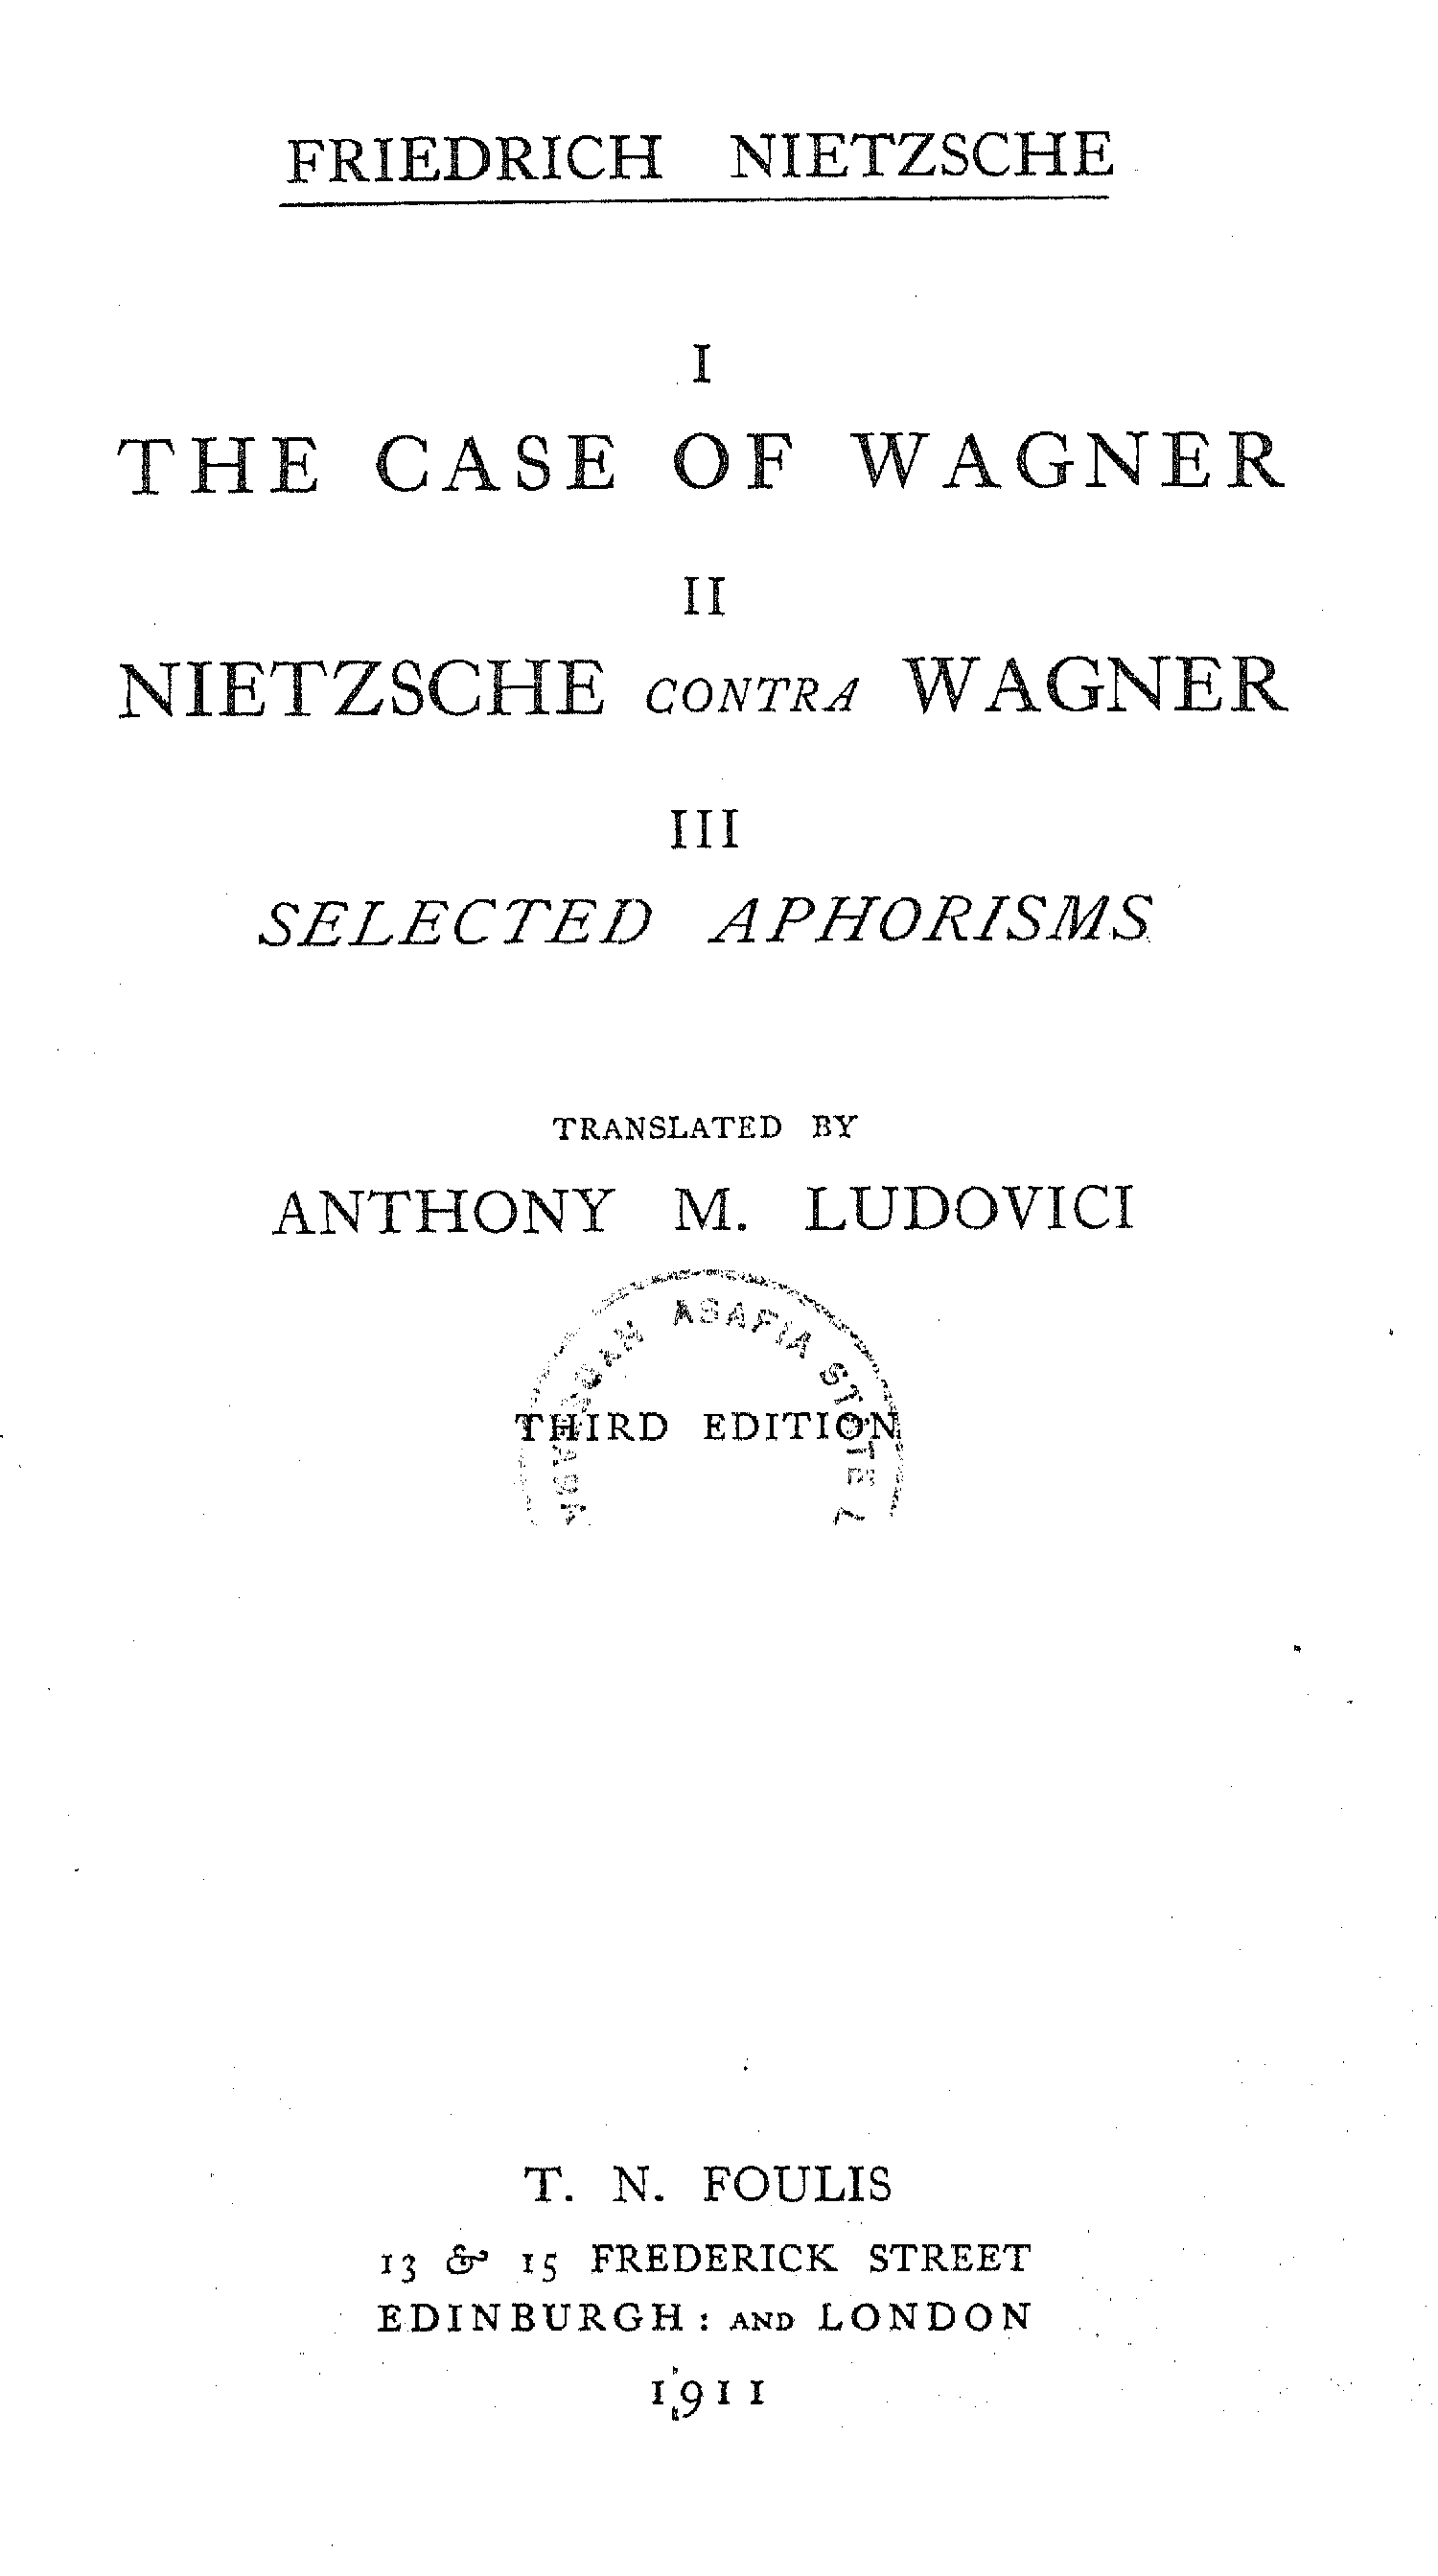 FRIEDRICH NIETZSCHE
I
THE CASE OF WAGNER
II
NIETZSCHE CONTRA WAGNER
III
SELECTED APHORISMS
TRANSLATED BY
ANTHONY M. LUDOVICI
ASAFIA STATE
THIRD EDITION
T. N. FOULIS
13 & 15 FREDERICK STREET
EDINBURGH: AND LONDON
1911